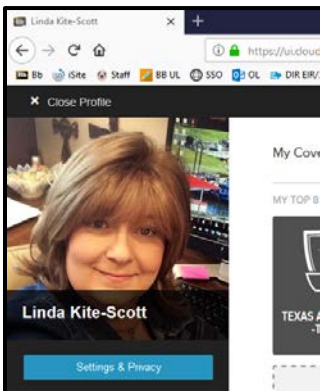 Linda Kite-Scott
https://ui.cloud
Bb iSite Staff BB UL SSO OL DIR EIR/
Close Profile
My Cove
MY TOP B
Linda Kite-Scott
TEXAS A
-T
Settings & Privacy